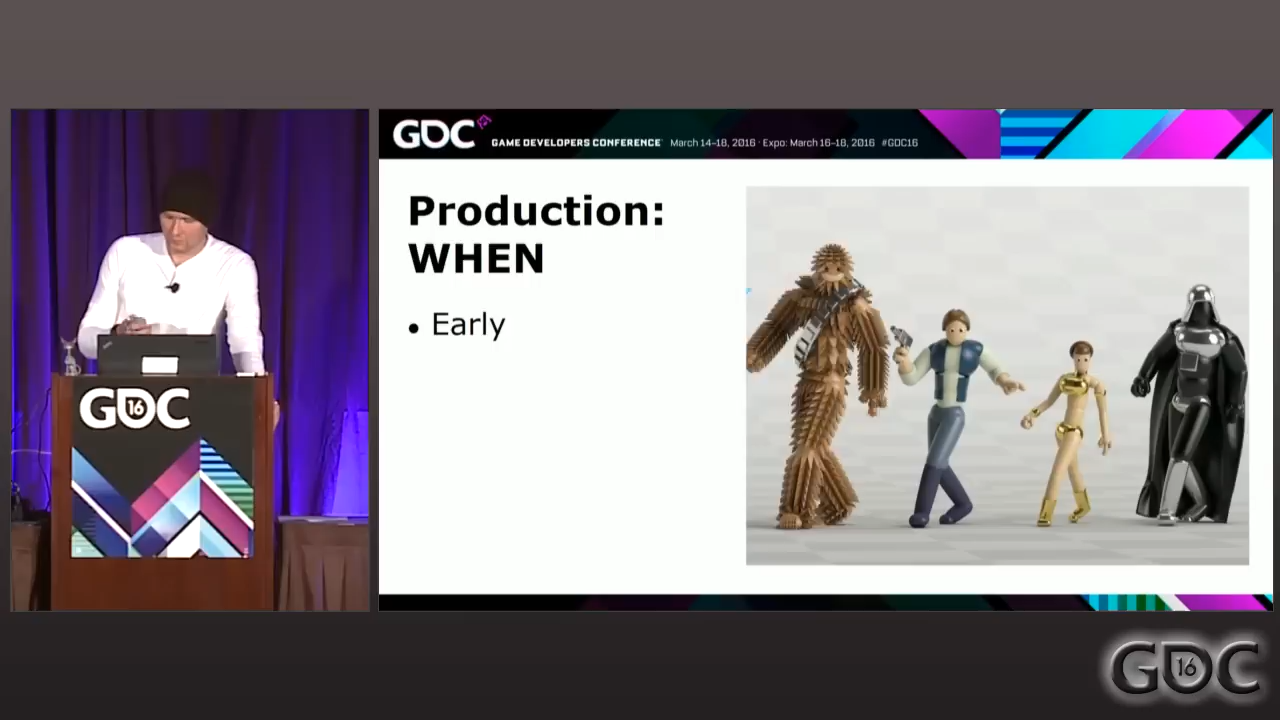 GDC
GAME DEVELOPERS CONFERENCE March 14-18, 2016 · Expo: March 16-18, 2016 #GDC16
Production:
WHEN
• Early
GDC
16
GDC
16